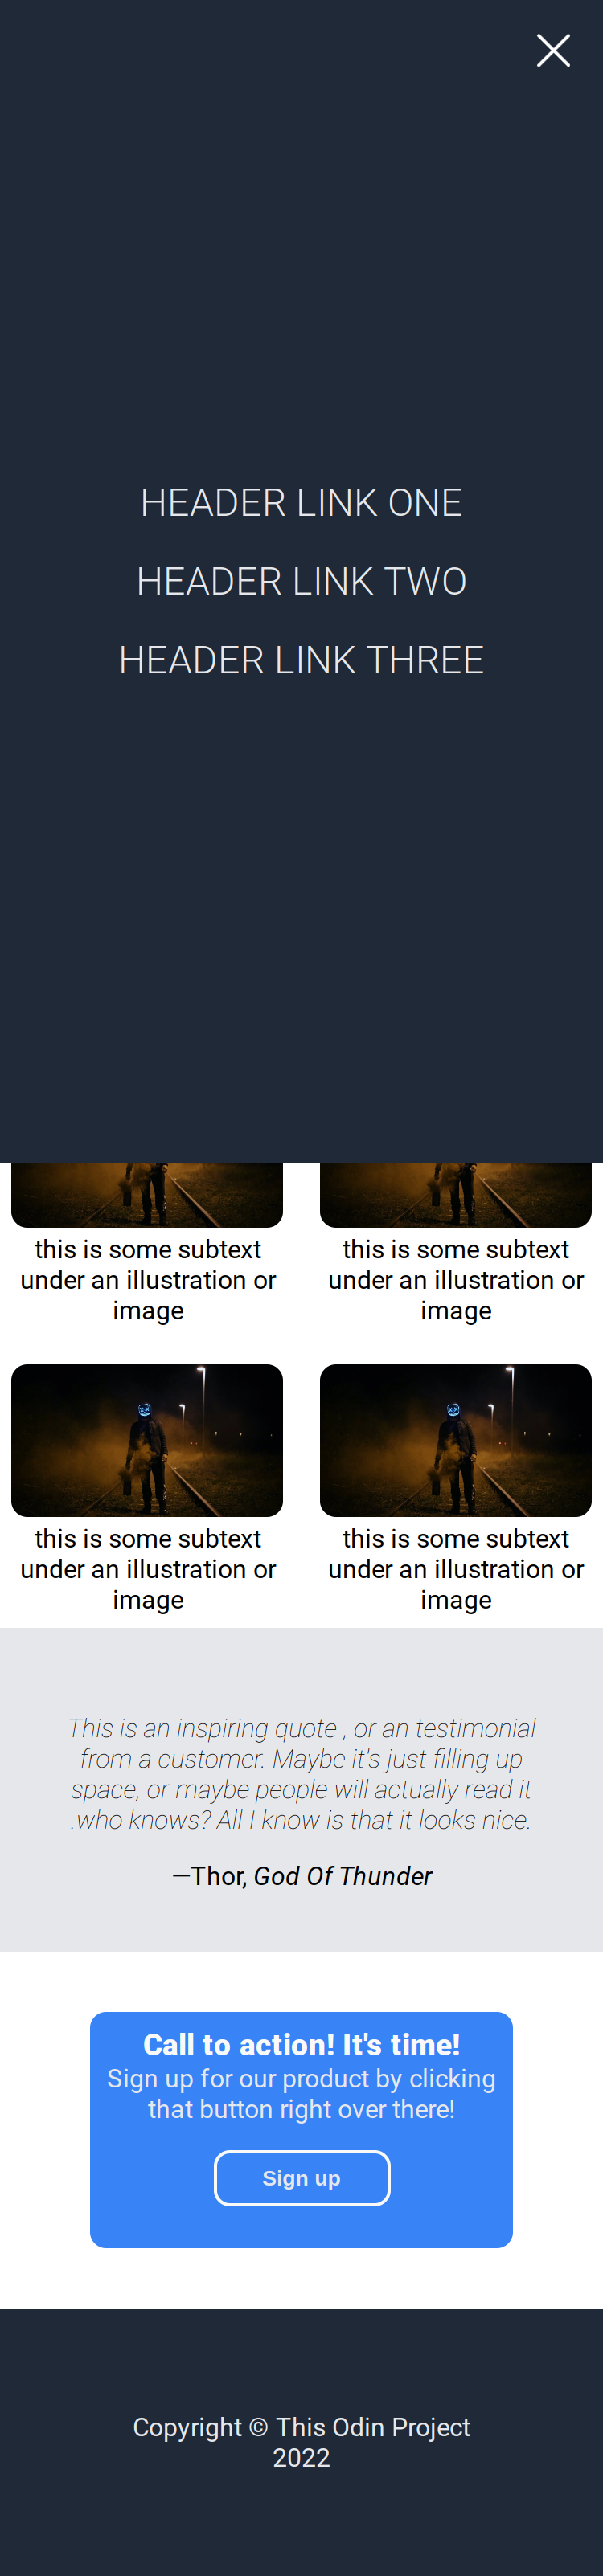 HEADER LINK ONE
HEADER LINK TWO
HEADER LINK THREE
this is some subtext
under an illustration or
image
this is some subtext
under an illustration or
image
this is some subtext
under an illustration or
image
this is some subtext
under an illustration or
image
This is an inspiring quote , or an testimonial
from a customer. Maybe it's just filling up
space, or maybe people will actually read it
.who knows? All I know is that it looks nice.
—Thor, God Of Thunder
Call to action! It's time!
Sign up for our product by clicking
that button right over there!
Sign up
Copyright © This Odin Project
2022